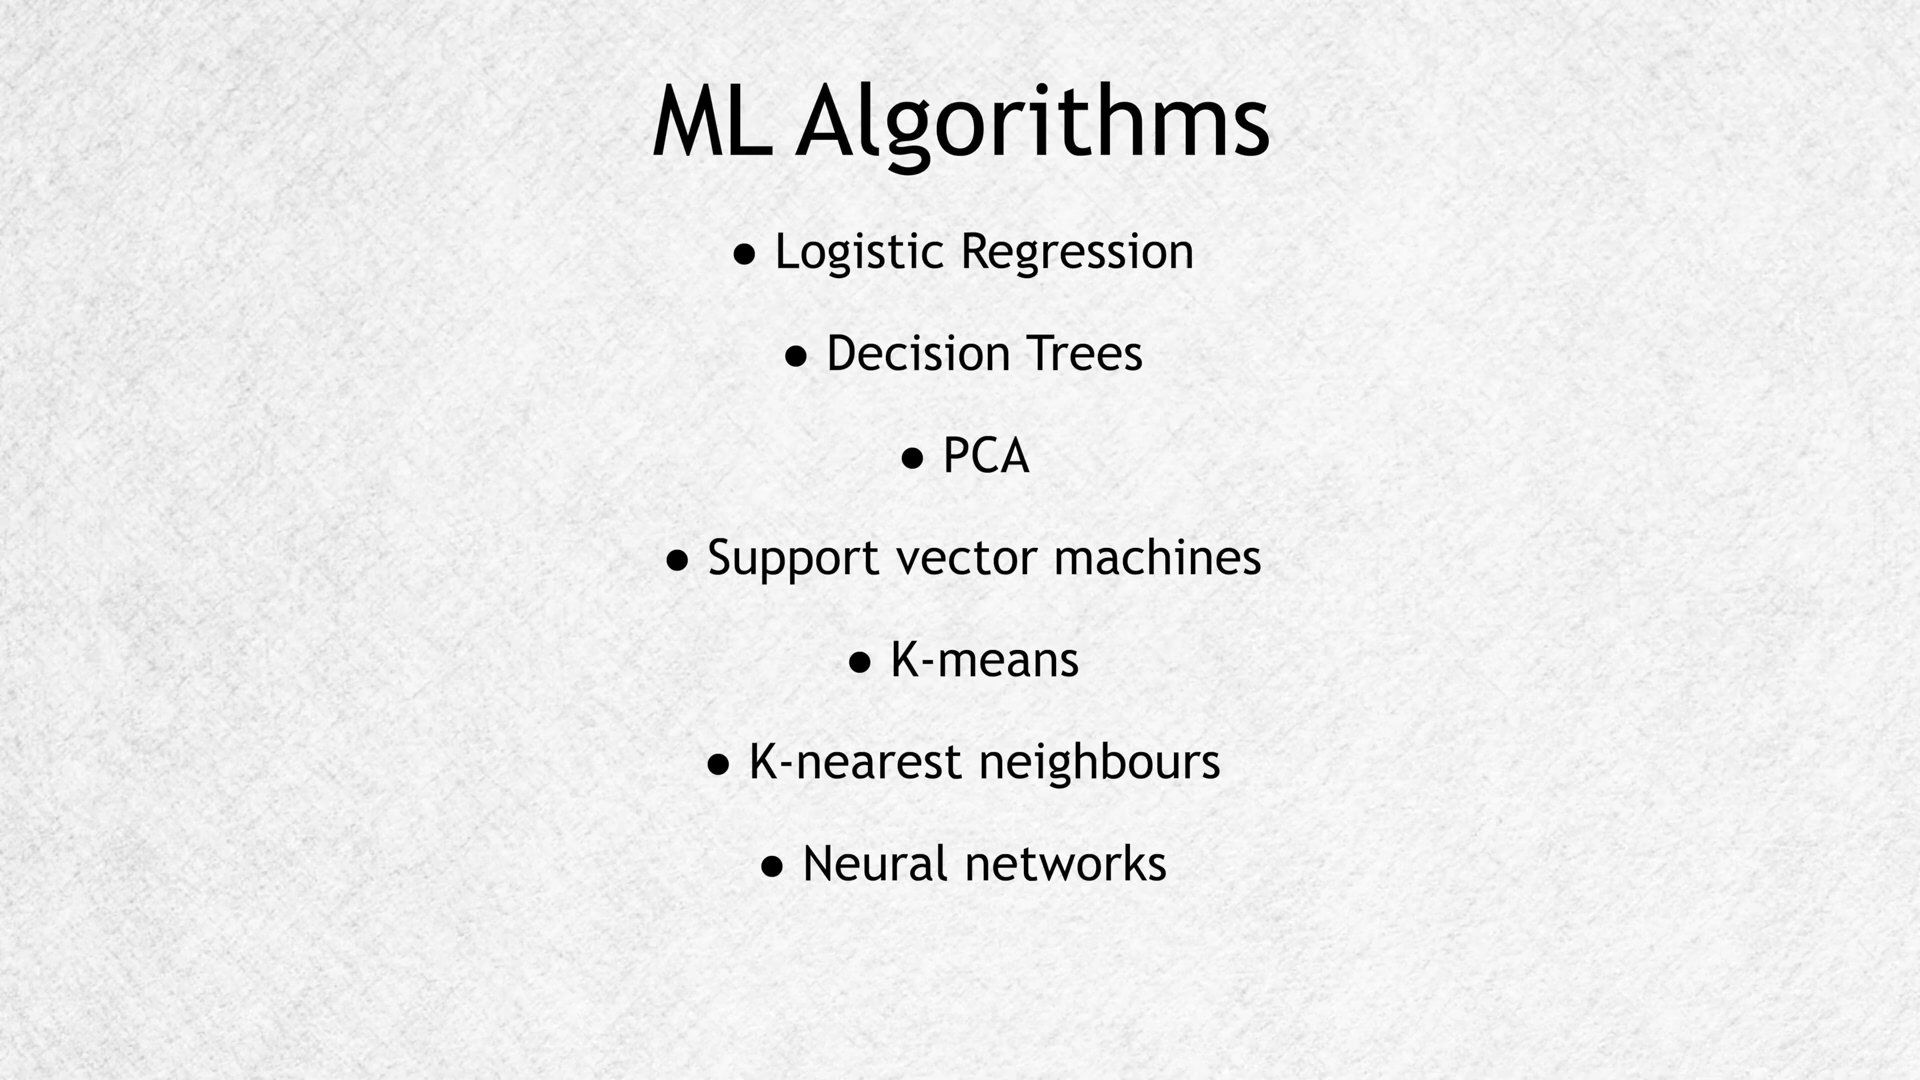 ML Algorithms
● Logistic Regression
● Decision Trees
● PCA
● Support vector machines
● K-means
● K-nearest neighbours
● Neural networks